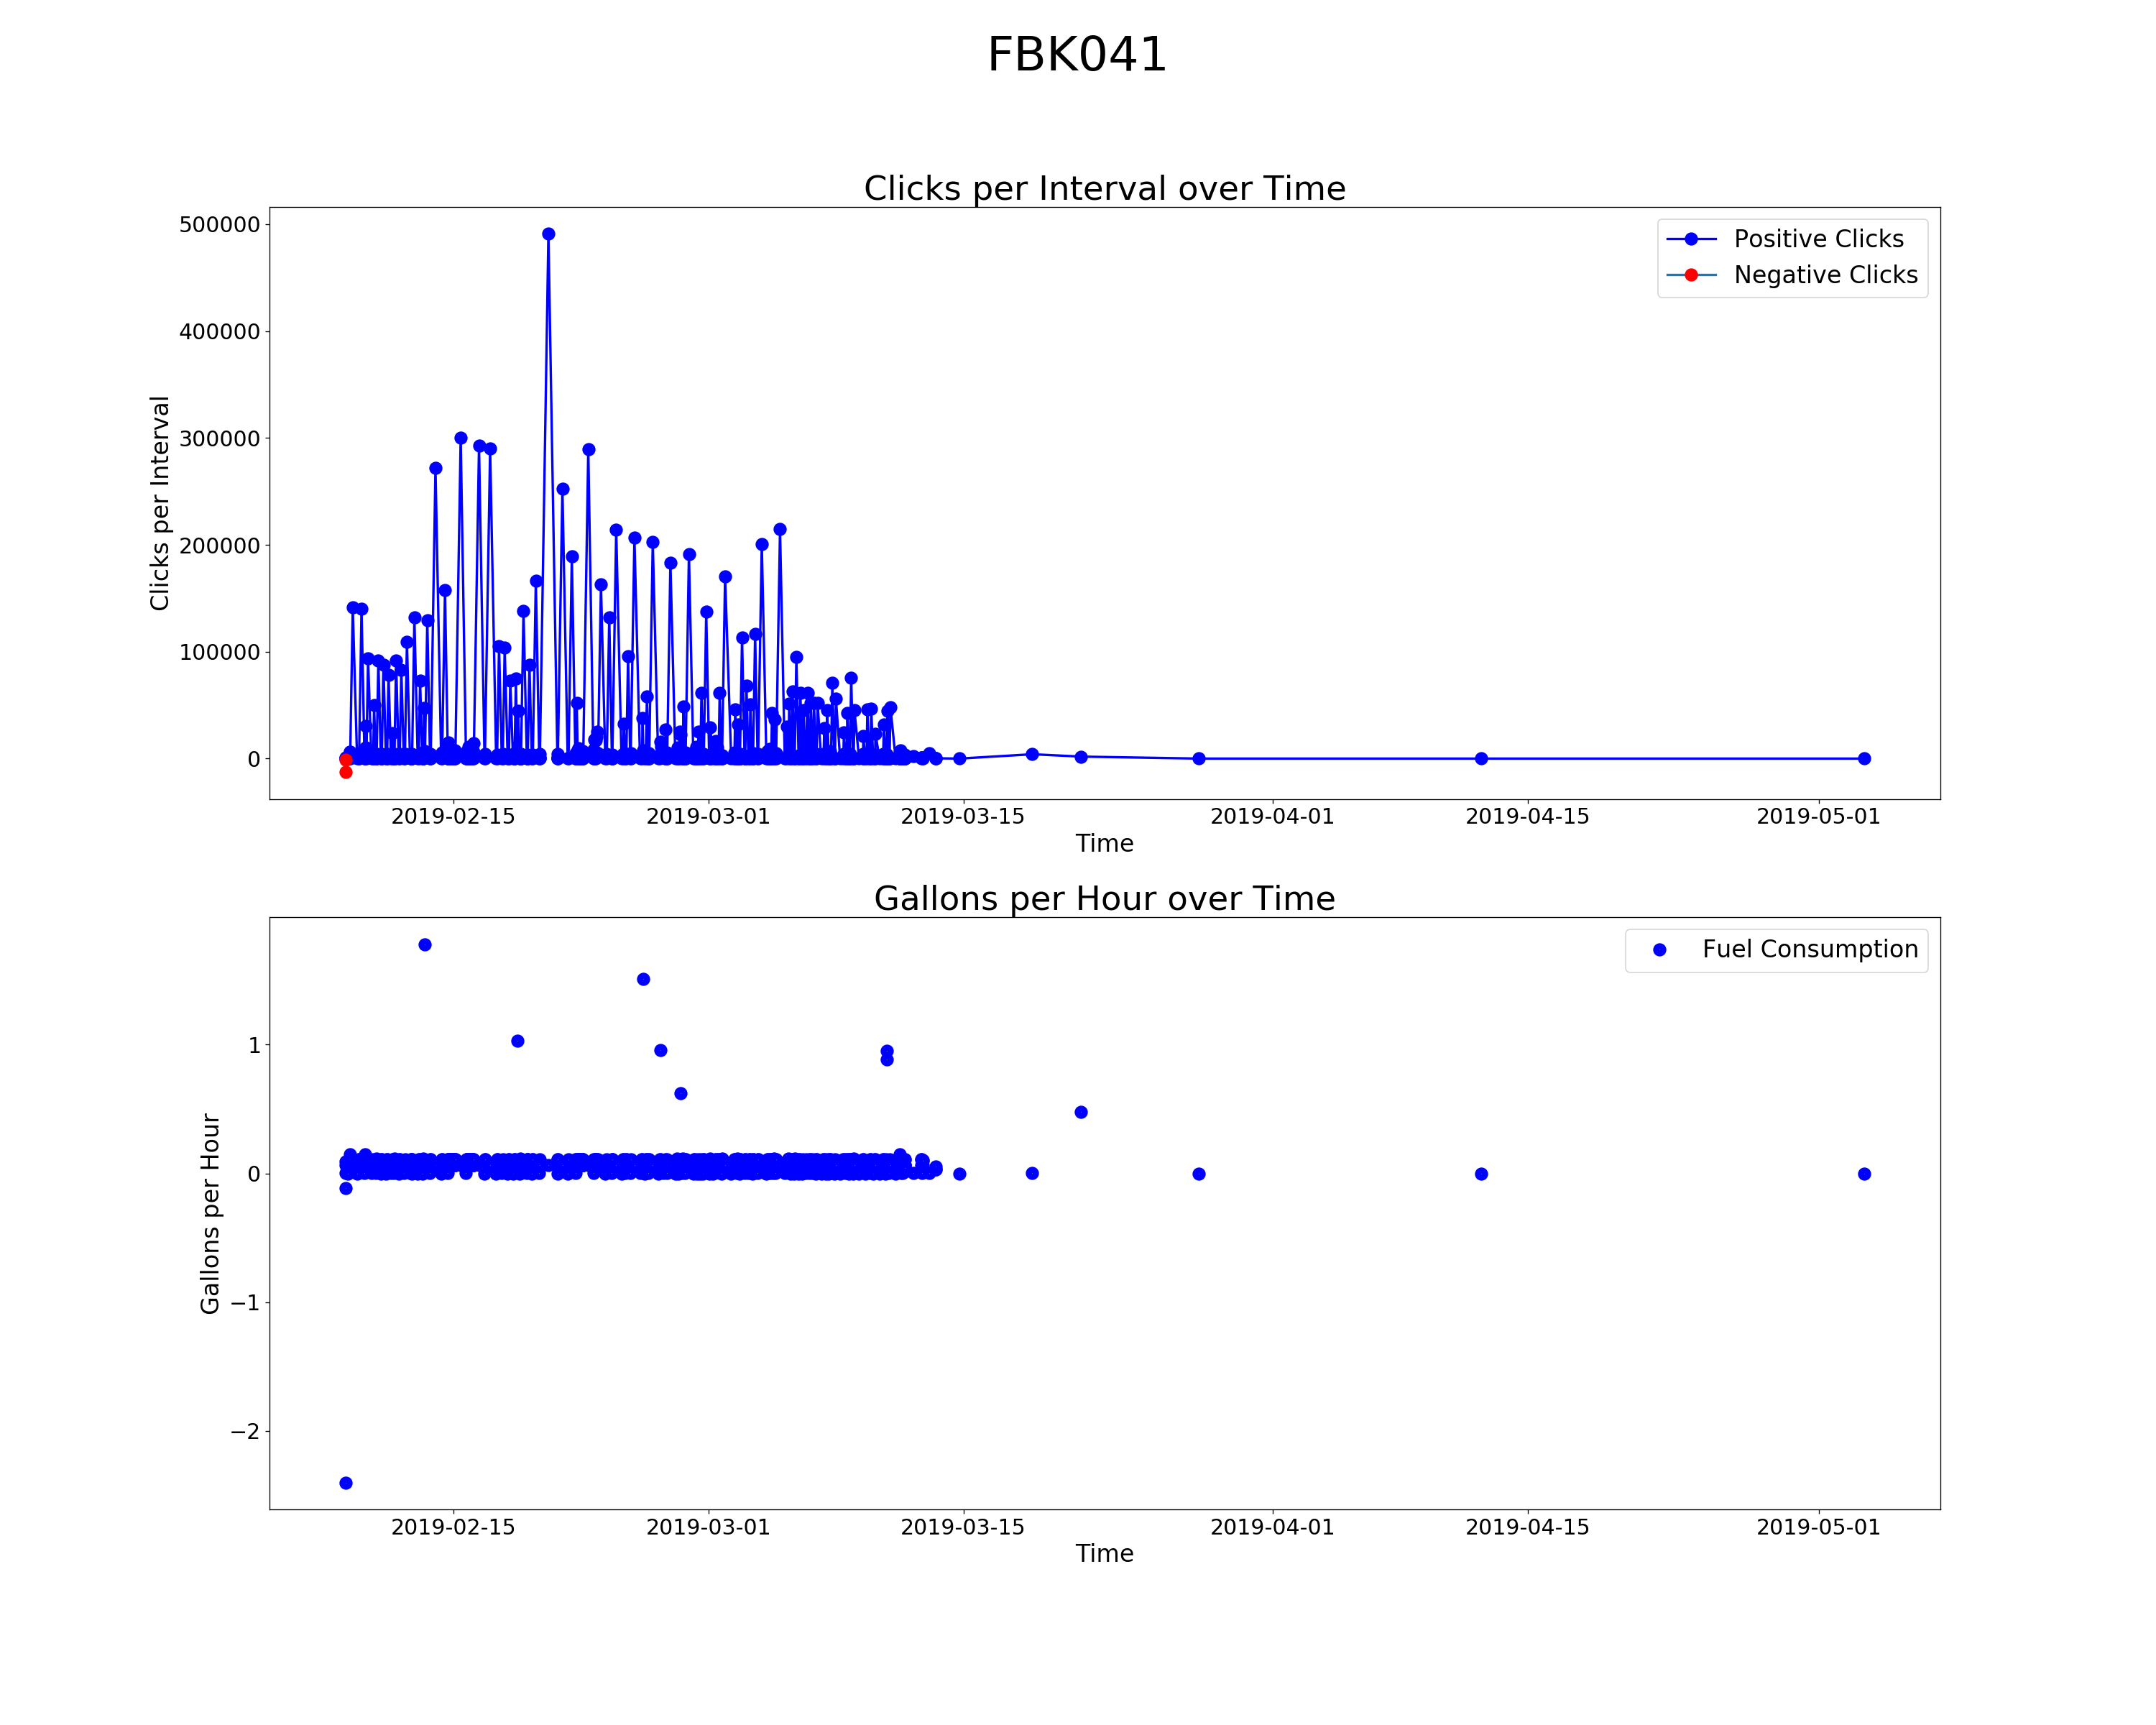 FBK041
Clicks per Interval over Time
500000
400000
300000
200000
100000
0
Clicks per Interval
Positive Clicks
Negative Clicks
2019-02-15 2019-03-01 2019-03-15 2019-04-01 2019-04-15 2019-05-01
Time
Gallons per Hour over Time
1
0
−1
−2
Gallons per Hour
Fuel Consumption
2019-02-15 2019-03-01 2019-03-15 2019-04-01 2019-04-15 2019-05-01
Time